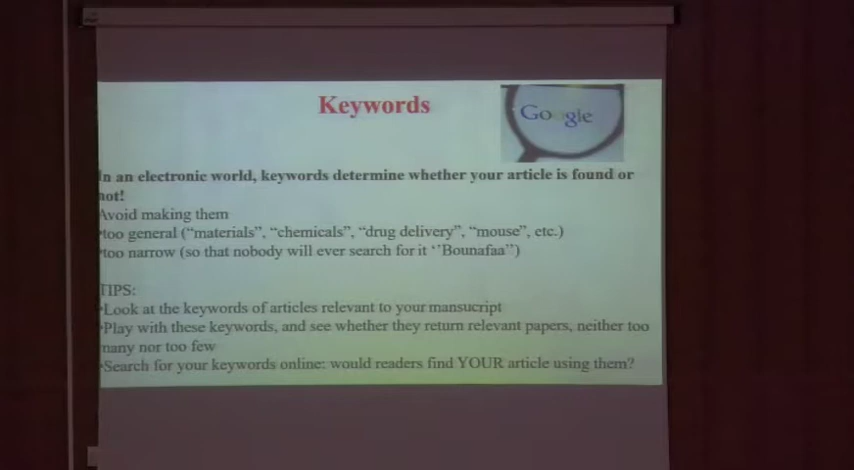 Keywords
Google
In an electronic world, keywords determine whether your article is found or
not!
Avoid making them
•too general (“materials”, “chemicals”, “drug delivery”, “mouse”, etc.)
•too narrow (so that nobody will ever search for it ‘’Bounafaa”)
TIPS:
•Look at the keywords of articles relevant to your mansucript
•Play with these keywords, and see whether they return relevant papers, neither too
many nor too few
•Search for your keywords online: would readers find YOUR article using them?